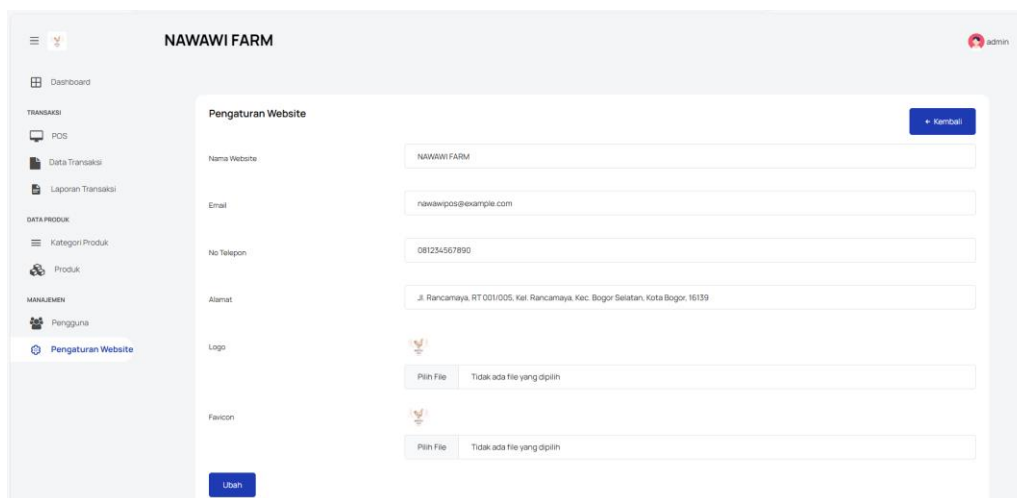 NAWAWI FARM
admin
Dashboard
TRANSAKSI
POS
Data Transaksi
Laporan Transaksi
DATA PRODUK
Kategori Produk
Produk
MANAJEMEN
Pengguna
Pengaturan Website
Pengaturan Website
← Kembali
Nama Website
NAWAWI FARM
Email
nawawipos@example.com
No Telepon
081234567890
Alamat
Jl. Rancamaya, RT 001/005, Kel. Rancamaya, Kec. Bogor Selatan, Kota Bogor, 16139
Logo
Pilih File Tidak ada file yang dipilih
Favicon
Pilih File Tidak ada file yang dipilih
Ubah